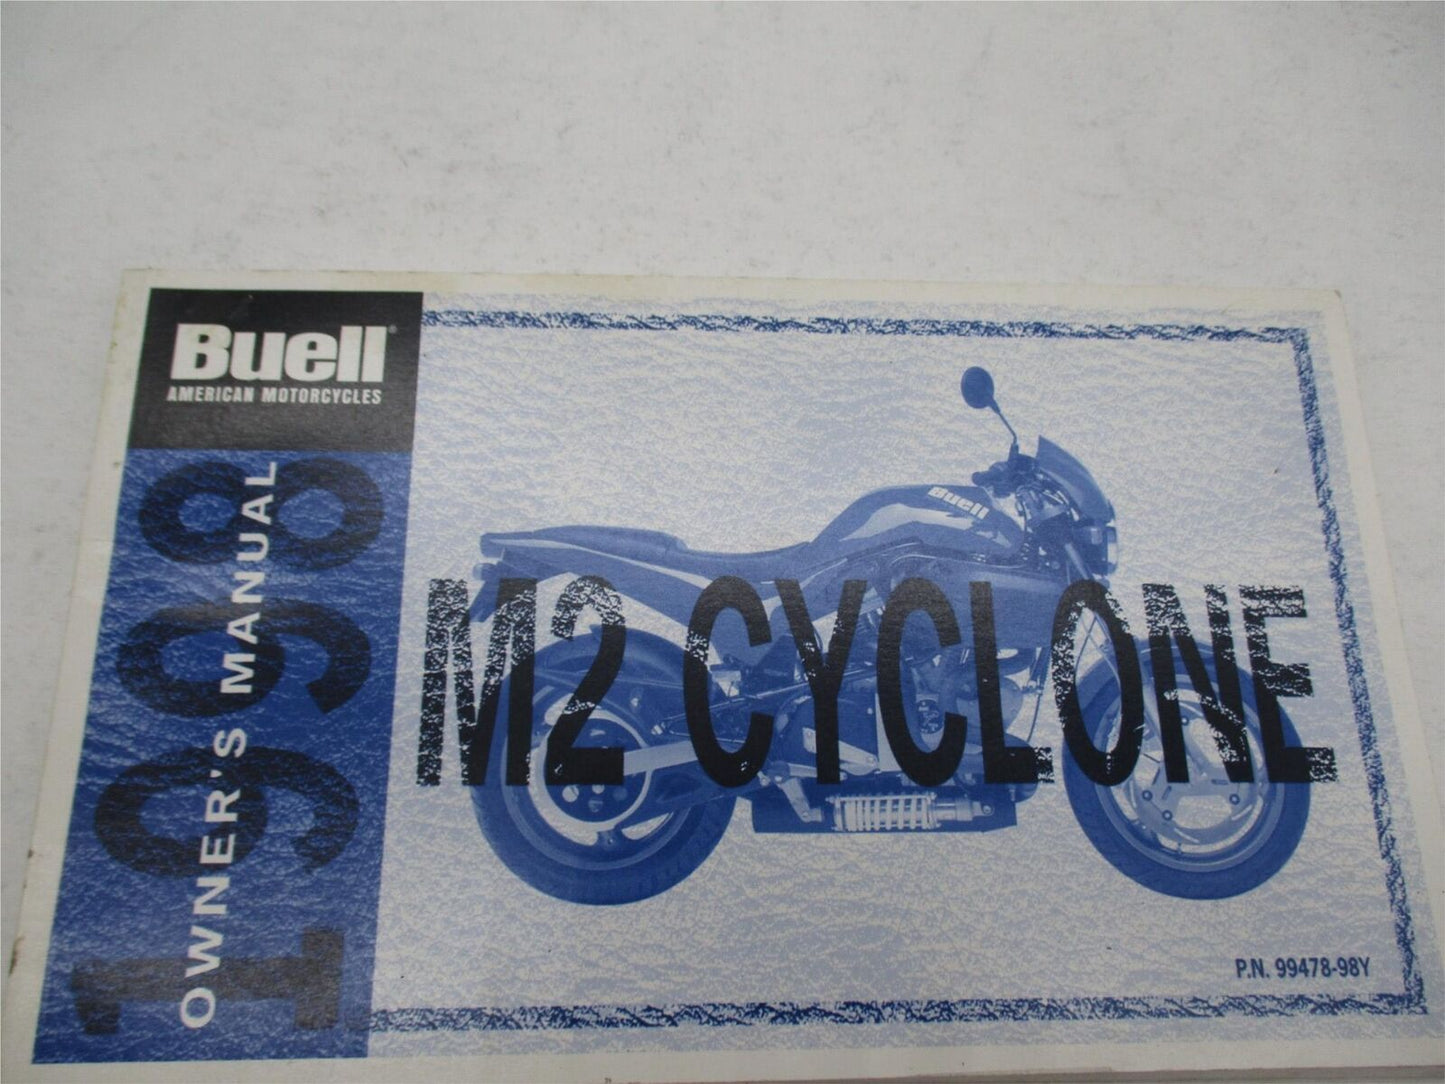 Buell®
AMERICAN MOTORCYCLES
1998
OWNER'S MANUAL
Buell
M2 CYCLONE
P.N. 99478-98Y